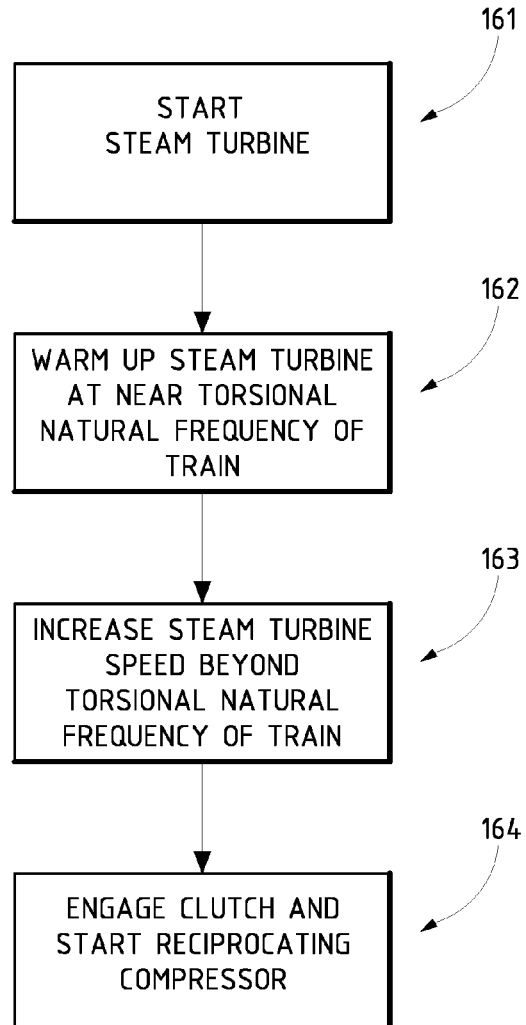 161
START
STEAM TURBINE
162
WARM UP STEAM TURBINE
AT NEAR TORSIONAL
NATURAL FREQUENCY OF
TRAIN
163
INCREASE STEAM TURBINE
SPEED BEYOND
TORSIONAL NATURAL
FREQUENCY OF TRAIN
164
ENGAGE CLUTCH AND
START RECIPROCATING
COMPRESSOR